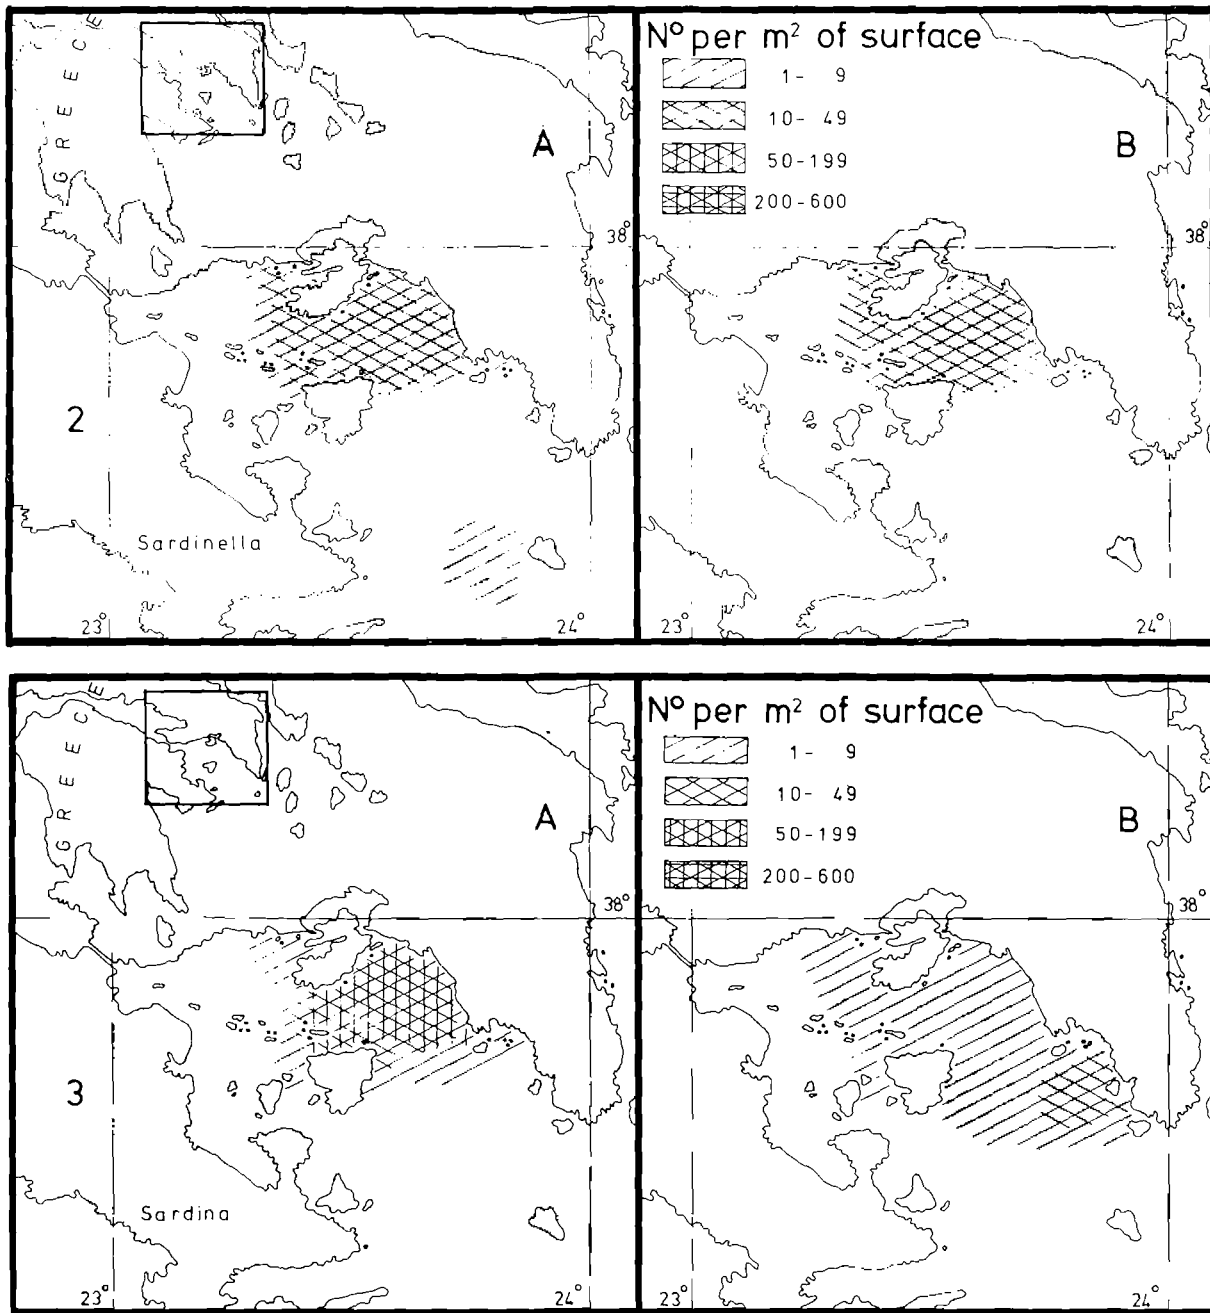 GREECE
A
38°
2
Sardinella
23°
24°
N° per m² of surface
1- 9
10- 49
50-199
200-600
B
38°
23°
24°
GREECE
A
38°
3
Sardina
23°
24°
N° per m² of surface
1- 9
10- 49
50-199
200-600
B
38°
23°
24°